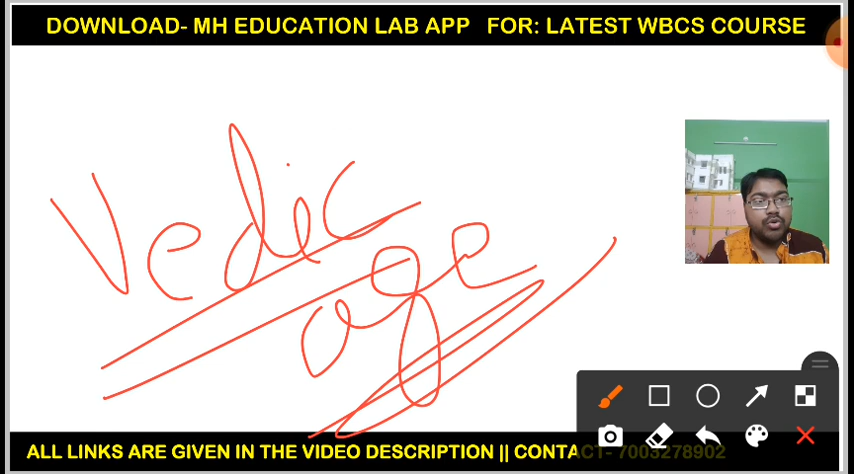 DOWNLOAD- MH EDUCATION LAB APP   FOR: LATEST WBCS COURSE
Vedic
age
ALL LINKS ARE GIVEN IN THE VIDEO DESCRIPTION || CONTACT- 7003278902